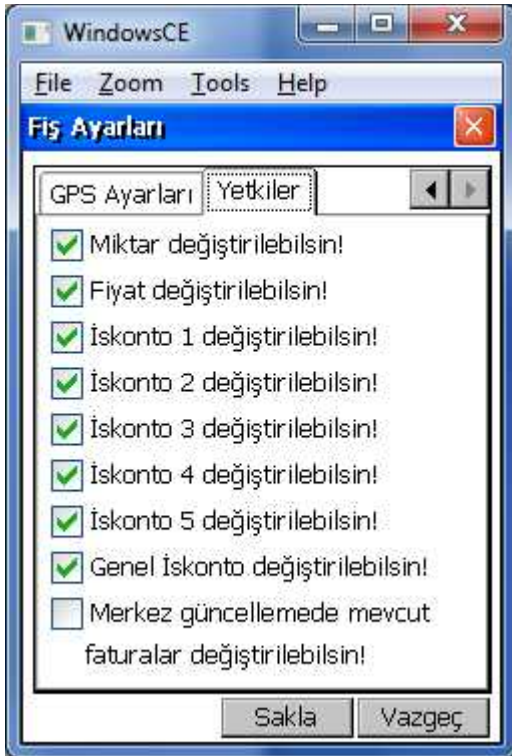 WindowsCE
File Zoom Tools Help
Fiş Ayarları
GPS Ayarları Yetkiler
Miktar değiştirilebilsin!
Fiyat değiştirilebilsin!
İskonto 1 değiştirilebilsin!
İskonto 2 değiştirilebilsin!
İskonto 3 değiştirilebilsin!
İskonto 4 değiştirilebilsin!
İskonto 5 değiştirilebilsin!
Genel İskonto değiştirilebilsin!
Merkez güncellemede mevcut
faturalar değiştirilebilsin!
Sakla Vazgeç